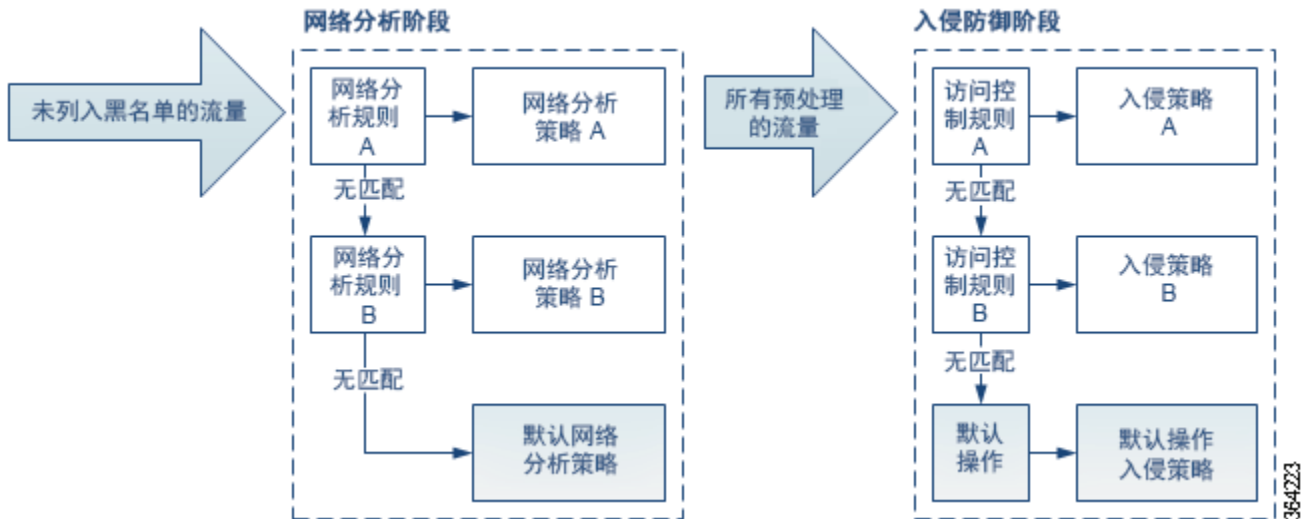 网络分析阶段
未列入黑名单的流量
网络分
析规则
A
网络分析
策略 A
无匹配
网络分
析规则
B
网络分析
策略 B
无匹配
默认网络
分析策略
所有预处理
的流量
入侵防御阶段
访问控
制规则
A
入侵策略
A
无匹配
访问控
制规则
B
入侵策略
B
无匹配
默认
操作
默认操作
入侵策略
364223